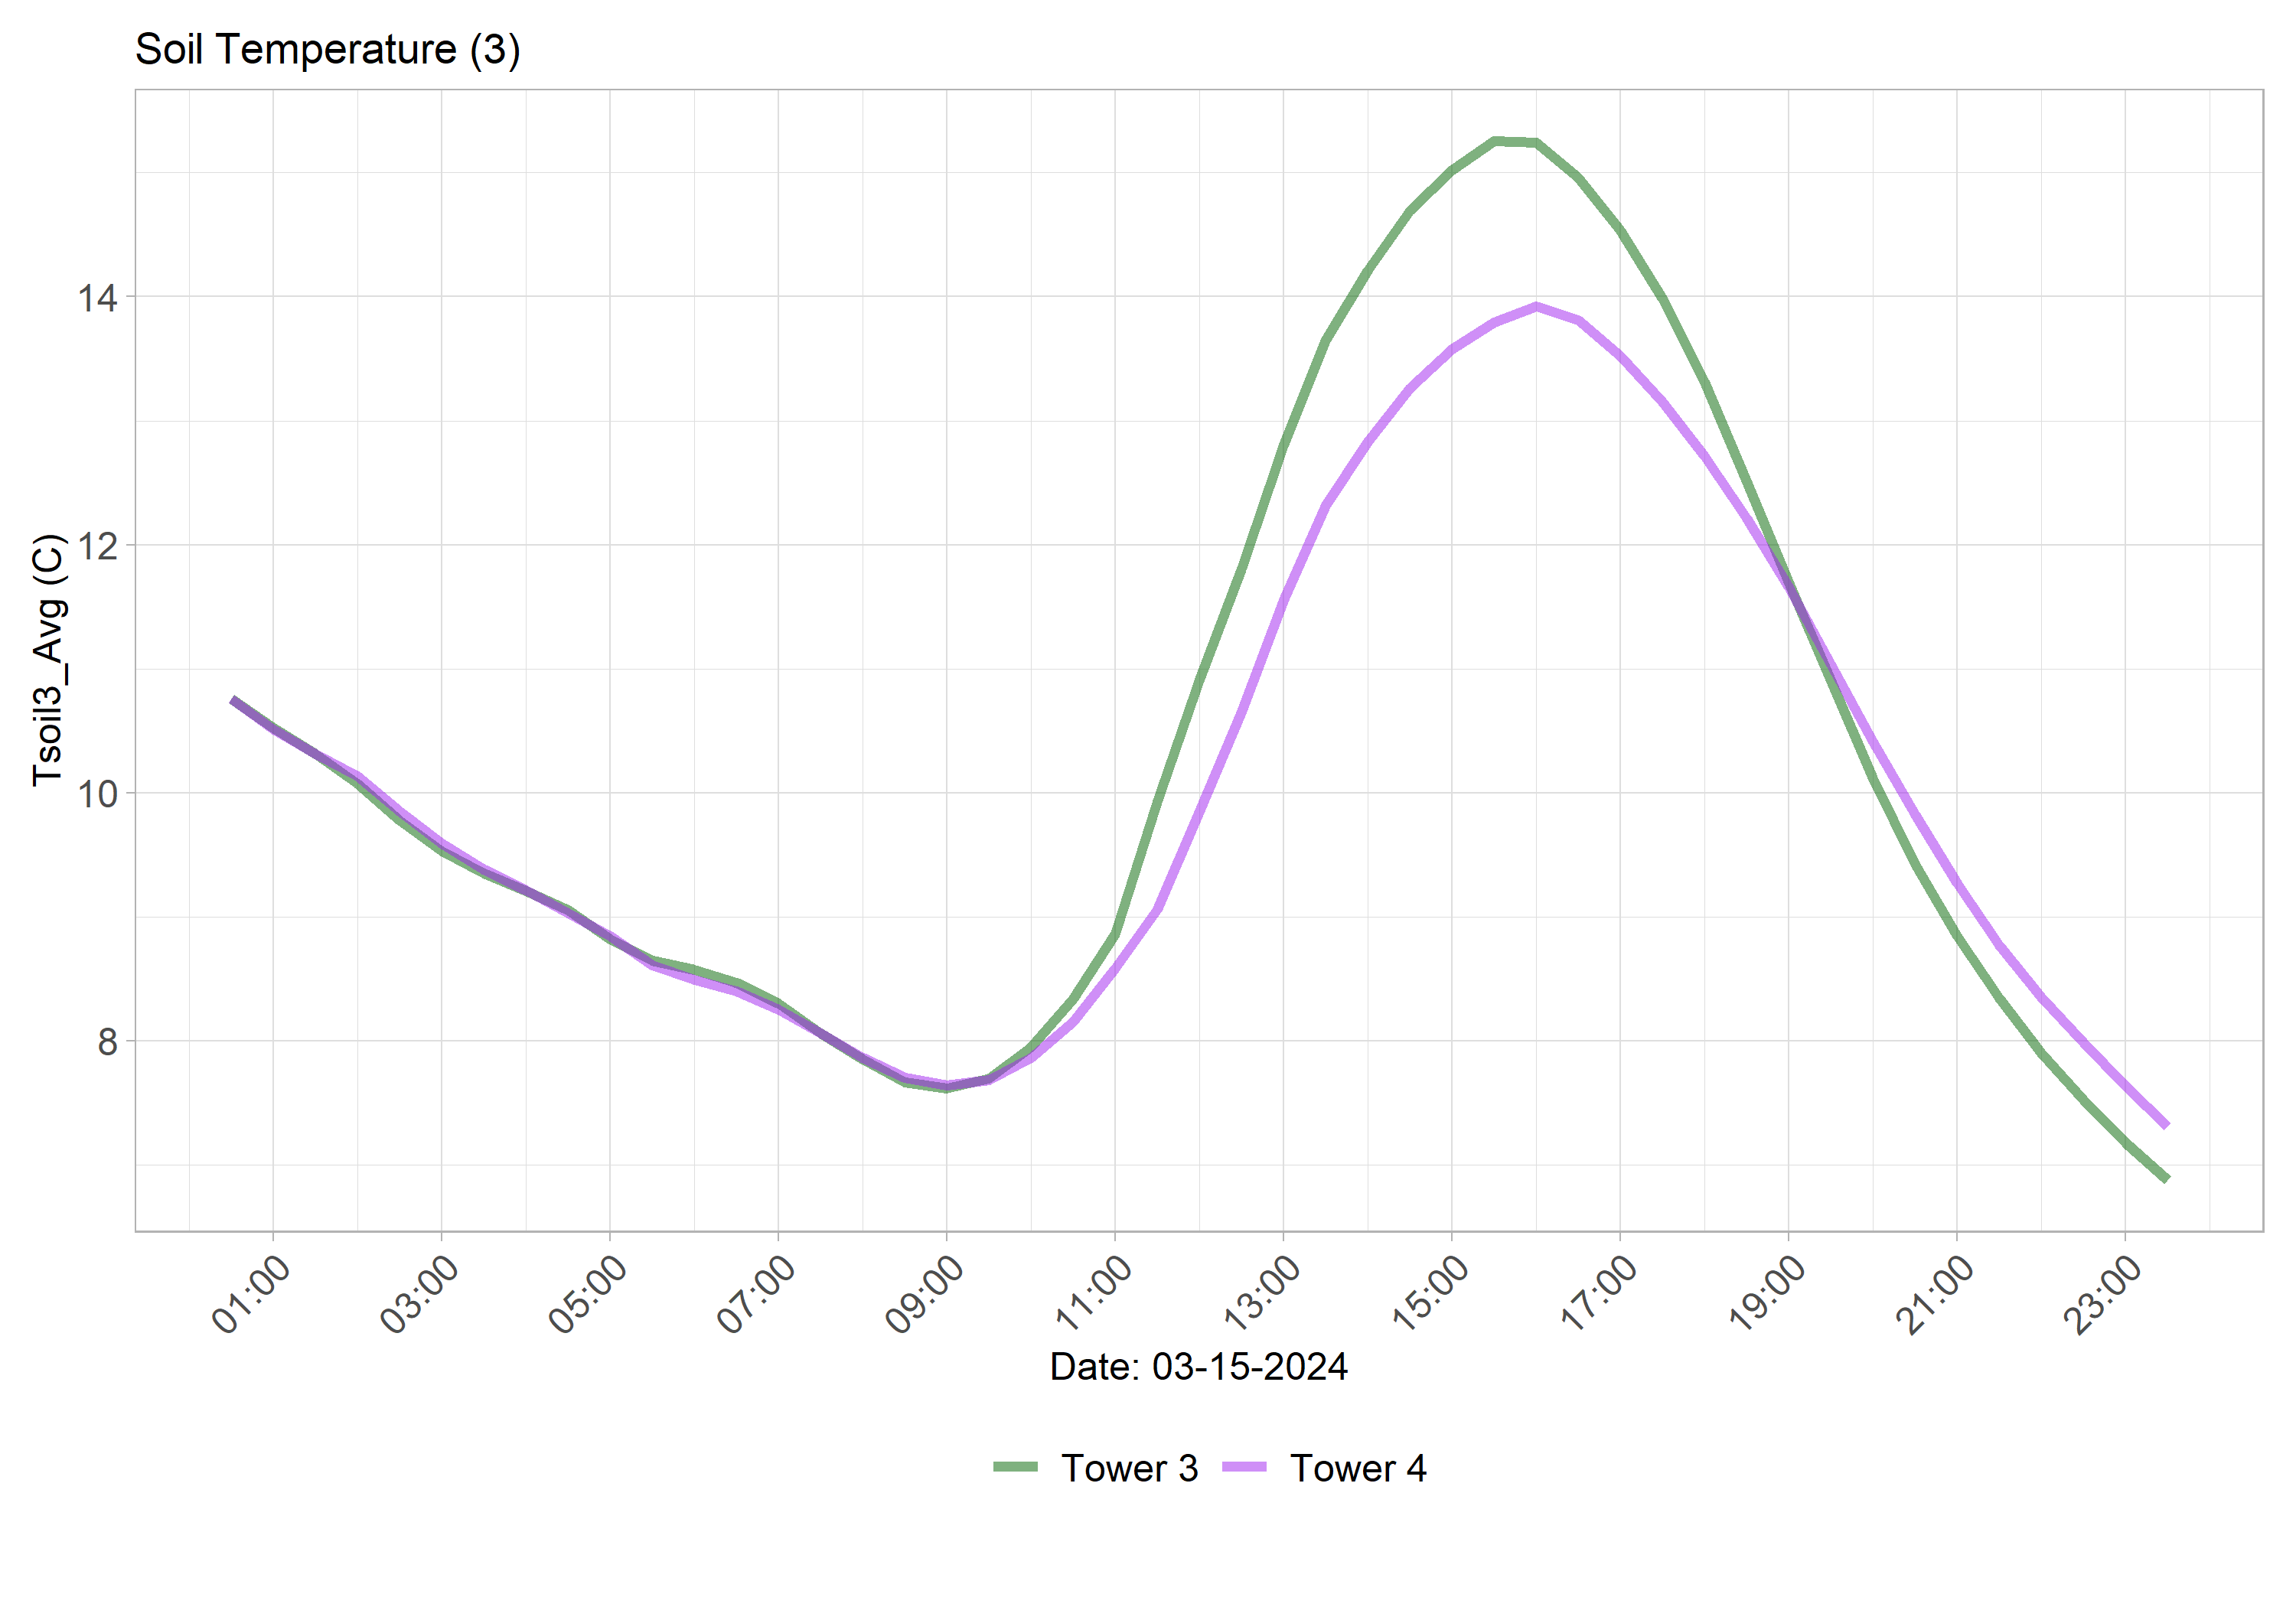 Soil Temperature (3)
Tsoil3_Avg (C)
14
12
10
8
01:00 03:00 05:00 07:00 09:00 11:00 13:00 15:00 17:00 19:00 21:00 23:00
Date: 03-15-2024
Tower 3 Tower 4